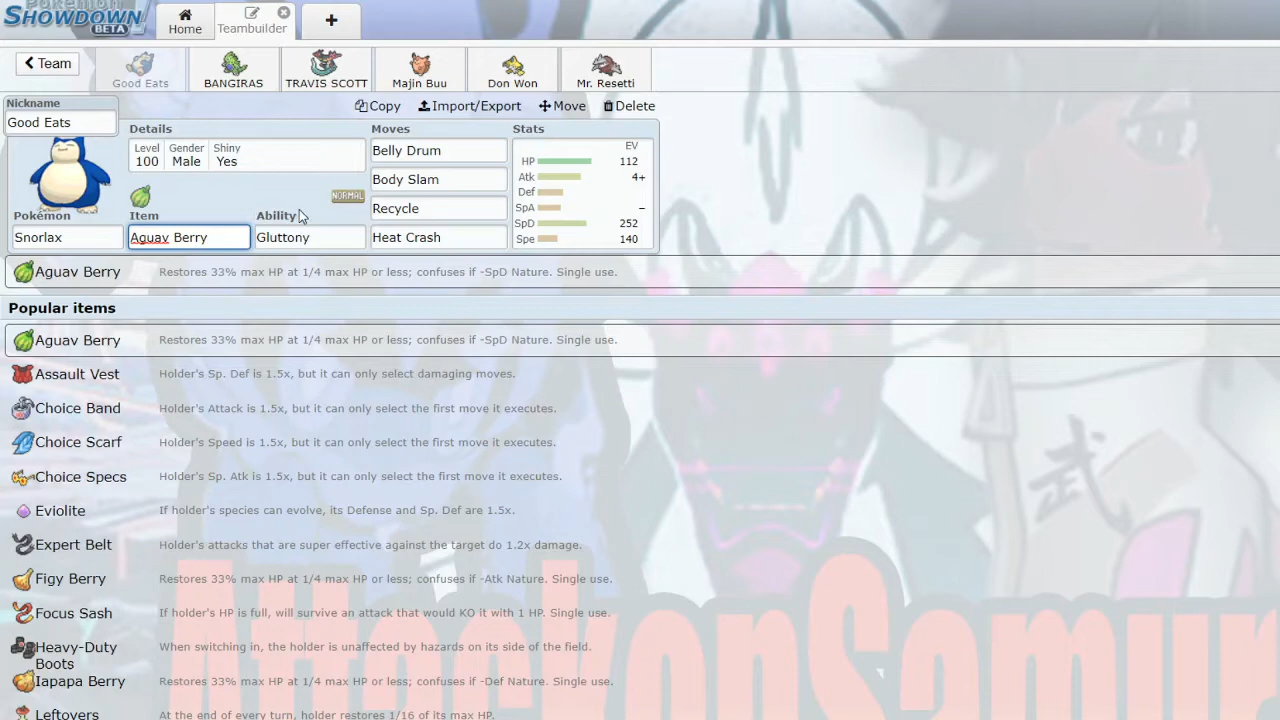 Pokémon
SHOWDOWN
BETA
Home
Teambuilder
+
Team
Good Eats
BANGIRAS
TRAVIS SCOTT
Majin Buu
Don Won
Mr. Resetti
Nickname
Good Eats
Copy
Import/Export
Move
Delete
Details
Level
100
Gender
Male
Shiny
Yes
NORMAL
Pokémon
Snorlax
Item
Aguav Berry
Ability
Gluttony
Moves
Belly Drum
Body Slam
Recycle
Heat Crash
Stats
EV
HP 112
Atk 4+
Def
SpA –
SpD 252
Spe 140
Aguav Berry Restores 33% max HP at 1/4 max HP or less; confuses if -SpD Nature. Single use.
Popular items
Aguav Berry Restores 33% max HP at 1/4 max HP or less; confuses if -SpD Nature. Single use.
Assault Vest Holder's Sp. Def is 1.5x, but it can only select damaging moves.
Choice Band Holder's Attack is 1.5x, but it can only select the first move it executes.
Choice Scarf Holder's Speed is 1.5x, but it can only select the first move it executes.
Choice Specs Holder's Sp. Atk is 1.5x, but it can only select the first move it executes.
Eviolite If holder's species can evolve, its Defense and Sp. Def are 1.5x.
Expert Belt Holder's attacks that are super effective against the target do 1.2x damage.
Figy Berry Restores 33% max HP at 1/4 max HP or less; confuses if -Atk Nature. Single use.
Focus Sash If holder's HP is full, will survive an attack that would KO it with 1 HP. Single use.
Heavy-Duty Boots When switching in, the holder is unaffected by hazards on its side of the field.
Iapapa Berry Restores 33% max HP at 1/4 max HP or less; confuses if -Def Nature. Single use.
Leftovers At the end of every turn, holder restores 1/16 of its max HP.
武
AttackonSamur